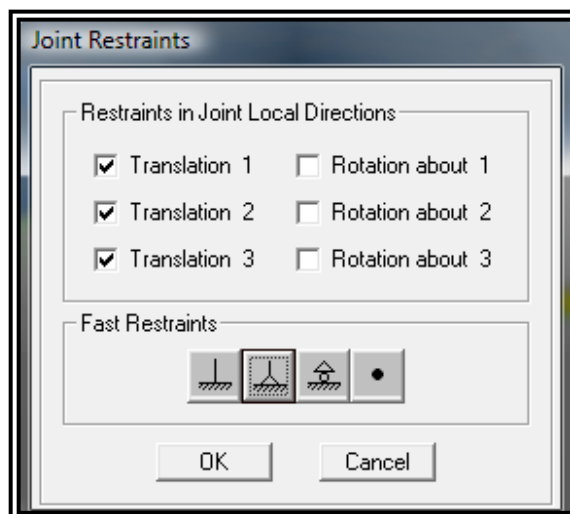 Joint Restraints
Restraints in Joint Local Directions
Translation 1 Rotation about 1
Translation 2 Rotation about 2
Translation 3 Rotation about 3
Fast Restraints
OK Cancel